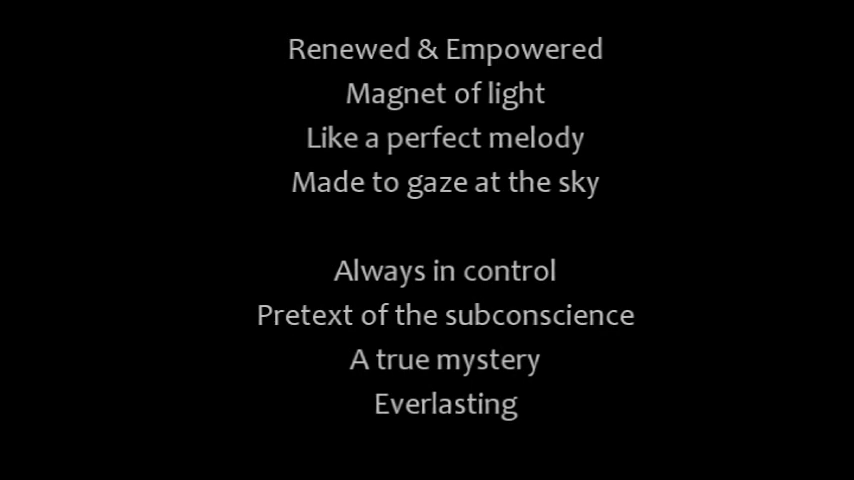 Renewed & Empowered
Magnet of light
Like a perfect melody
Made to gaze at the sky
Always in control
Pretext of the subconscience
A true mystery
Everlasting